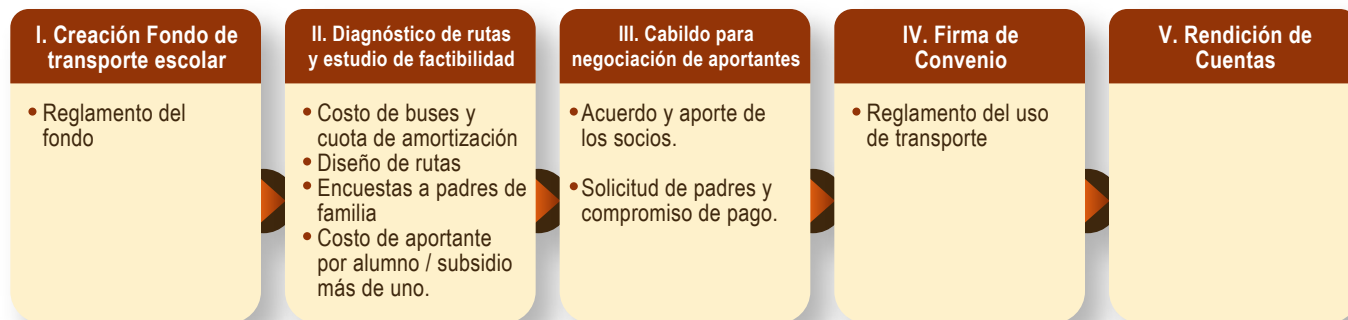 I. Creación Fondo de
transporte escolar
• Reglamento del
fondo
II. Diagnóstico de rutas
y estudio de factibilidad
• Costo de buses y
cuota de amortización
• Diseño de rutas
• Encuestas a padres de
familia
• Costo de aportante
por alumno / subsidio
más de uno.
III. Cabildo para
negociación de aportantes
• Acuerdo y aporte de
los socios.
• Solicitud de padres y
compromiso de pago.
IV. Firma de
Convenio
• Reglamento del uso
de transporte
V. Rendición de
Cuentas